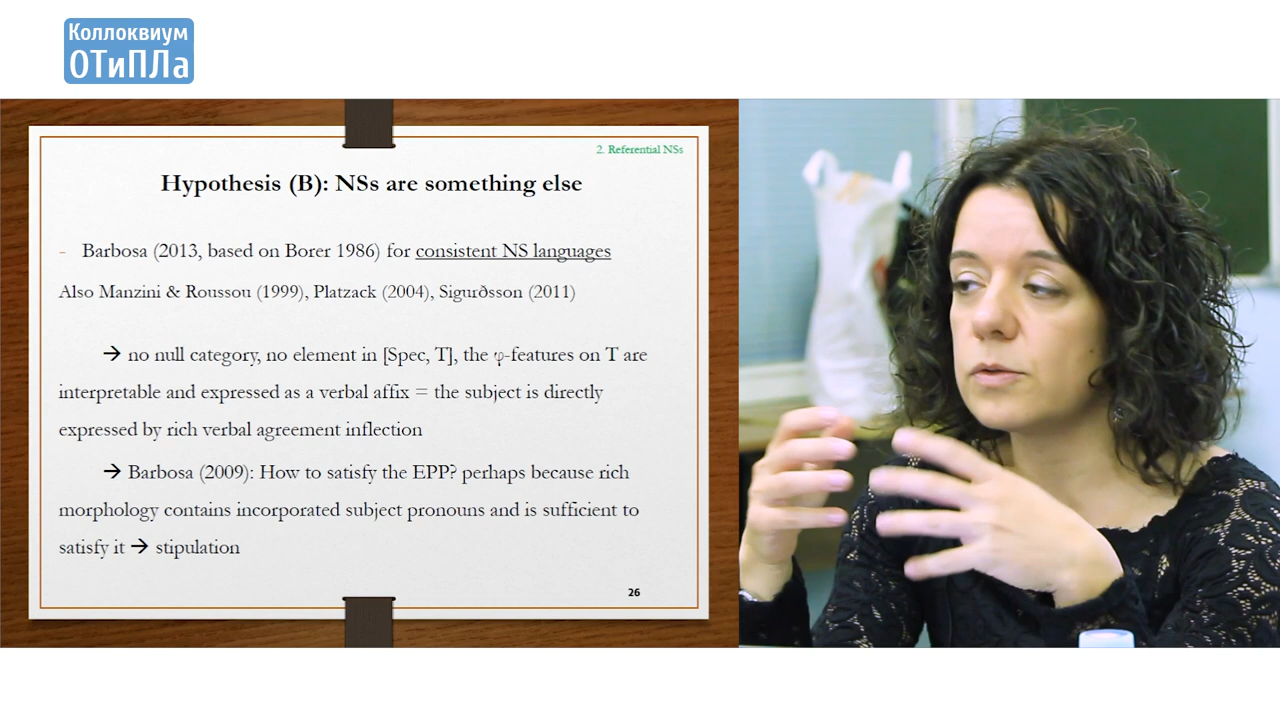 Коллоквиум
ОТиПЛа
2. Referential NSs
Hypothesis (B): NSs are something else
- Barbosa (2013, based on Borer 1986) for consistent NS languages
Also Manzini & Roussou (1999), Platzack (2004), Sigurðsson (2011)
→ no null category, no element in [Spec, T], the φ-features on T are
interpretable and expressed as a verbal affix = the subject is directly
expressed by rich verbal agreement inflection
→ Barbosa (2009): How to satisfy the EPP? perhaps because rich
morphology contains incorporated subject pronouns and is sufficient to
satisfy it → stipulation
26